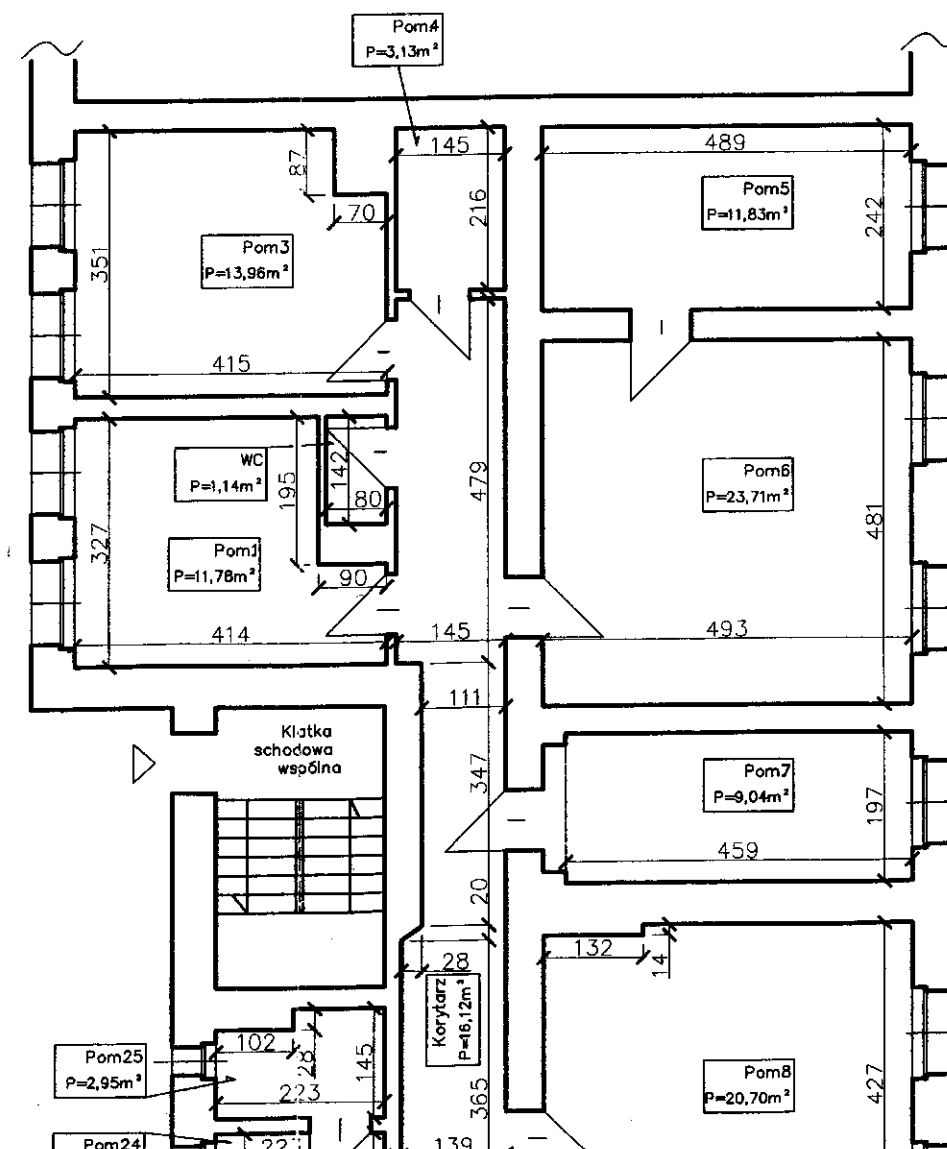 Pom4
P=3,13m²
145
489
87
216
Pom5
P=11,83m²
242
70
Pom3
P=13,96m²
351
415
WC
P=1,14m²
142
195
80
479
Pom6
P=23,71m²
481
327
Pom1
P=11,78m²
90
414
145
493
111
Klatka
schodowa
wspólna
347
Pom7
P=9,04m²
197
459
20
132
14
28
Korytarz
P=16,12m²
102
28
145
Pom25
P=2,95m²
223
365
Pom8
P=20,70m²
427
Pom24
139